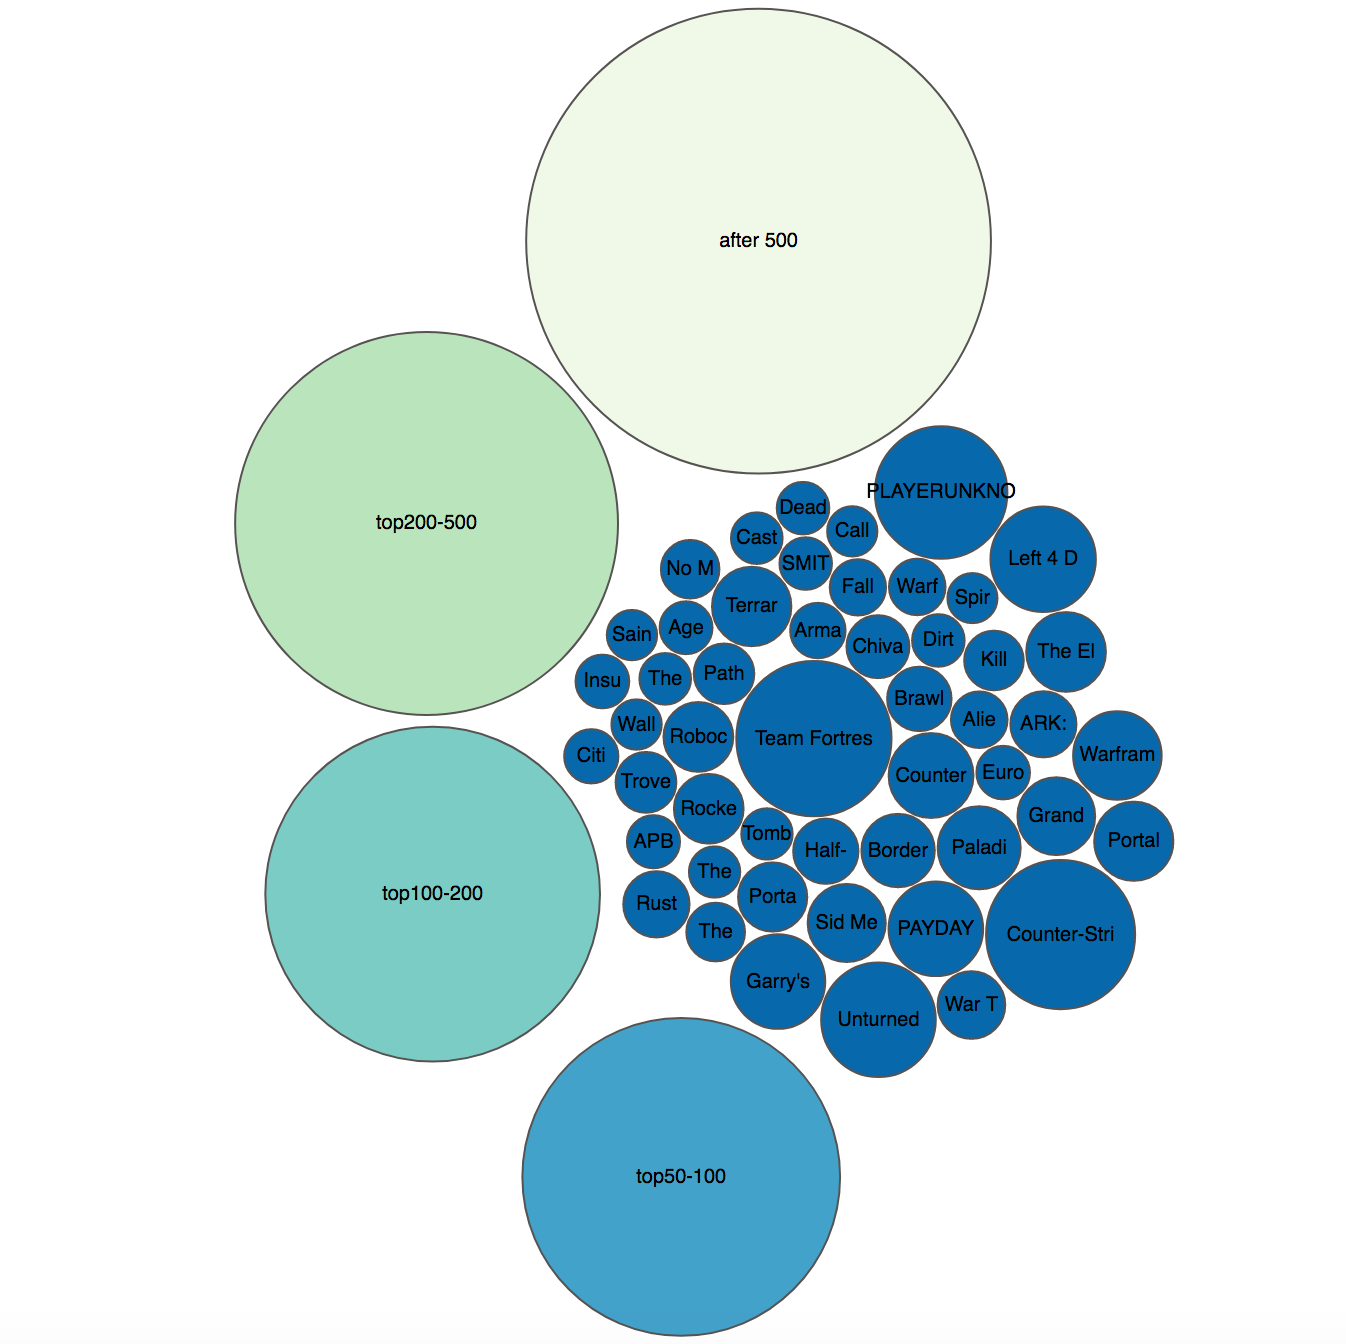 after 500
PLAYERUNKNO
Dead
top200-500
Call
Cast
Left 4 D
SMIT
No M
Fall
Warf
Spir
Terrar
Age
Arma
Sain
Dirt
Chiva
The El
Kill
Path
The
Insu
Brawl
Alie
ARK:
Wall
Roboc
Team Fortres
Citi
Warfram
Euro
Counter
Trove
Rocke
Grand
Tomb
APB
Portal
Paladi
Half-
Border
The
top100-200
Porta
Rust
Sid Me
PAYDAY
The
Counter-Stri
Garry's
War T
Unturned
top50-100